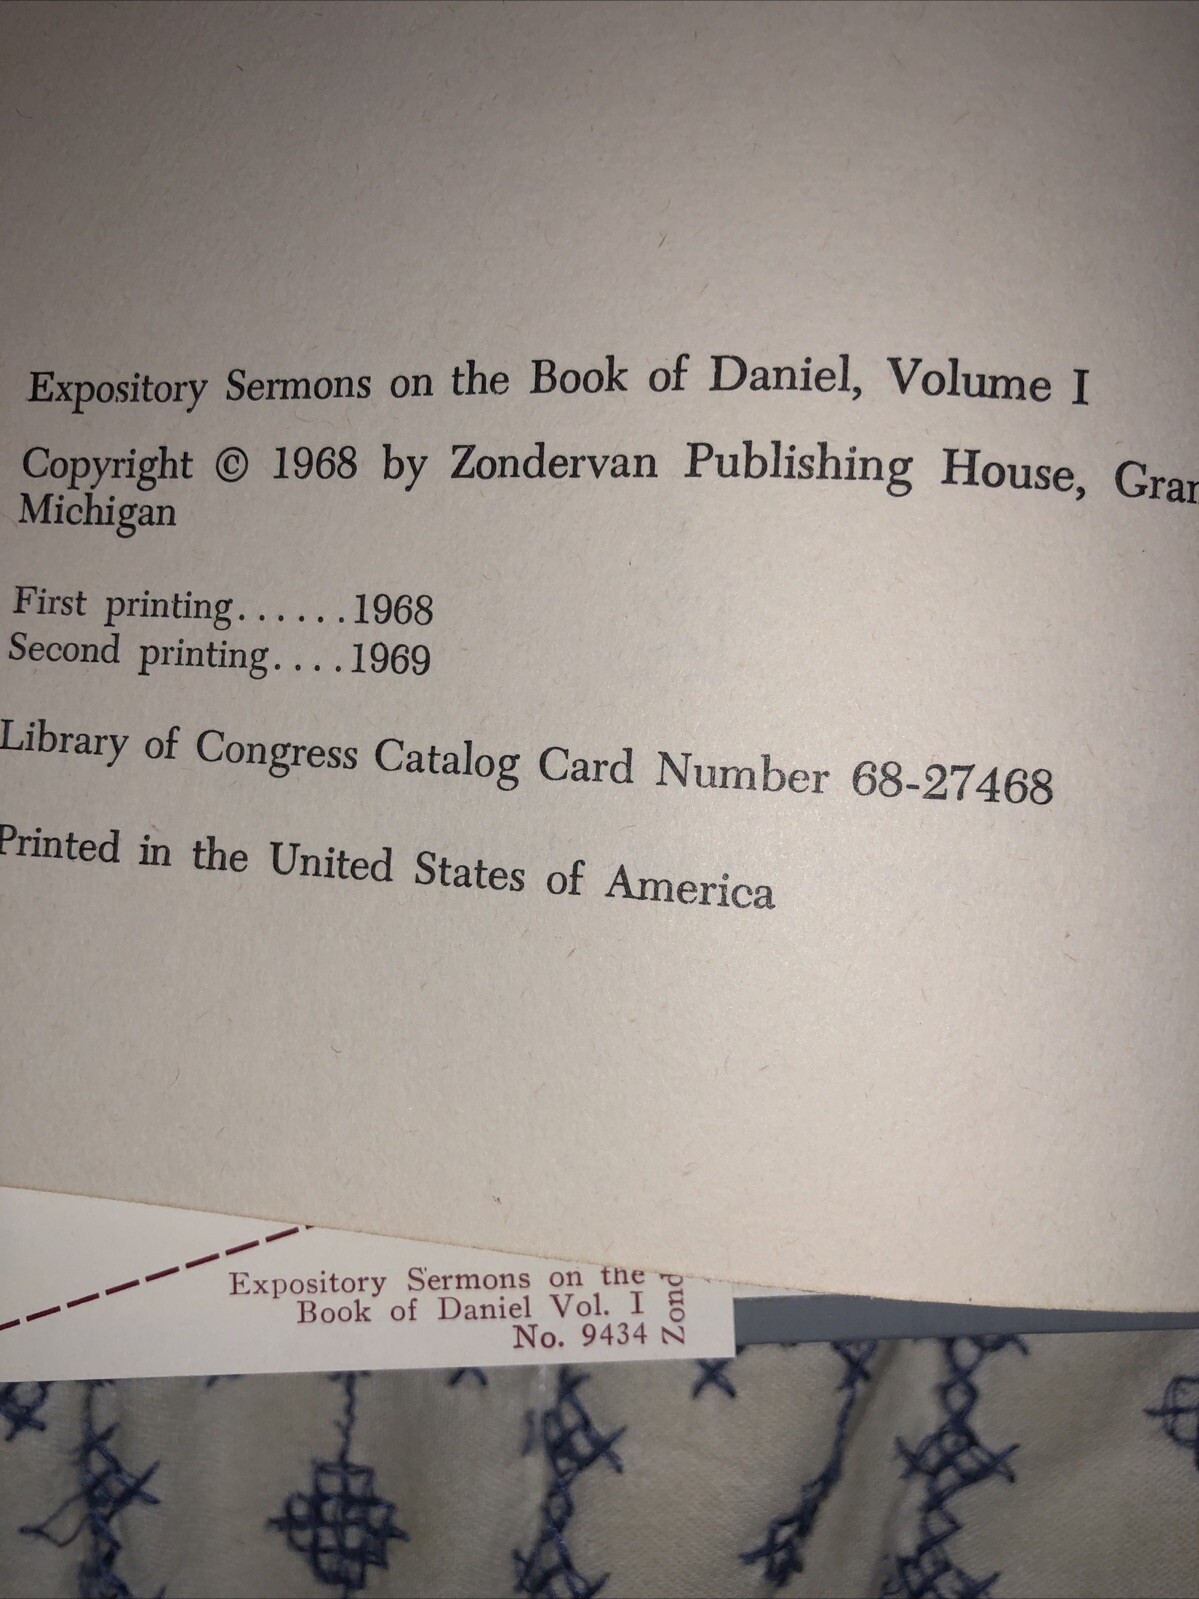 Expository Sermons on the Book of Daniel, Volume I
Copyright © 1968 by Zondervan Publishing House,
Michigan
First printing......1968
Second printing....1969
Library of Congress Catalog Card Number 68-27468
Printed in the United States of America
Expository Sermons on the
Book of Daniel Vol. I
No. 9434
Zond